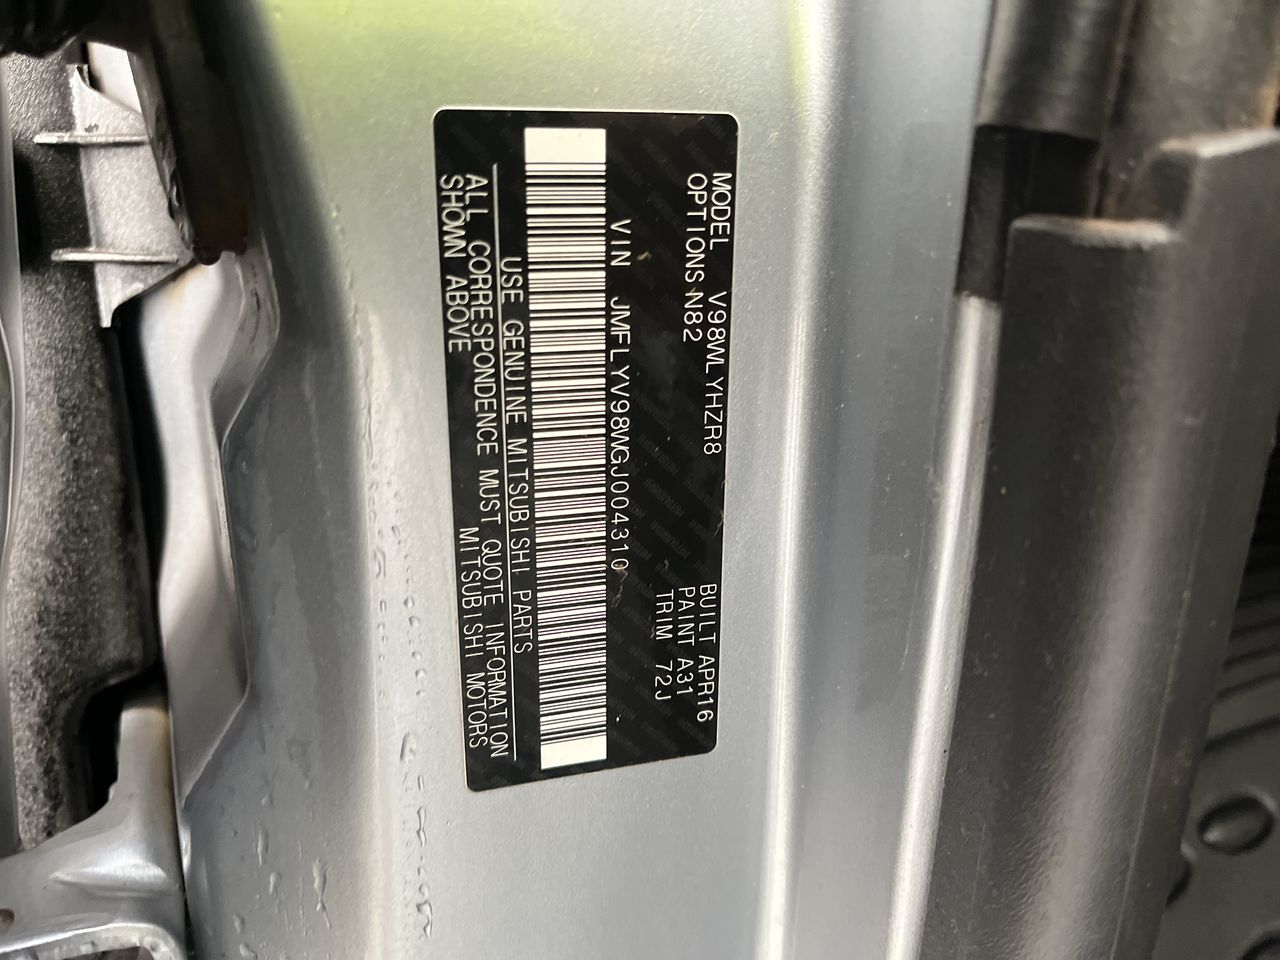 MODEL V98WLYHZR8 BUILT APR16
OPTIONS N82 PAINT A31
TRIM 72J
VIN JMFLYV98WGJ004310
USE GENUINE MITSUBISHI PARTS
ALL CORRESPONDENCE MUST QUOTE INFORMATION
SHOWN ABOVE MITSUBISHI MOTORS